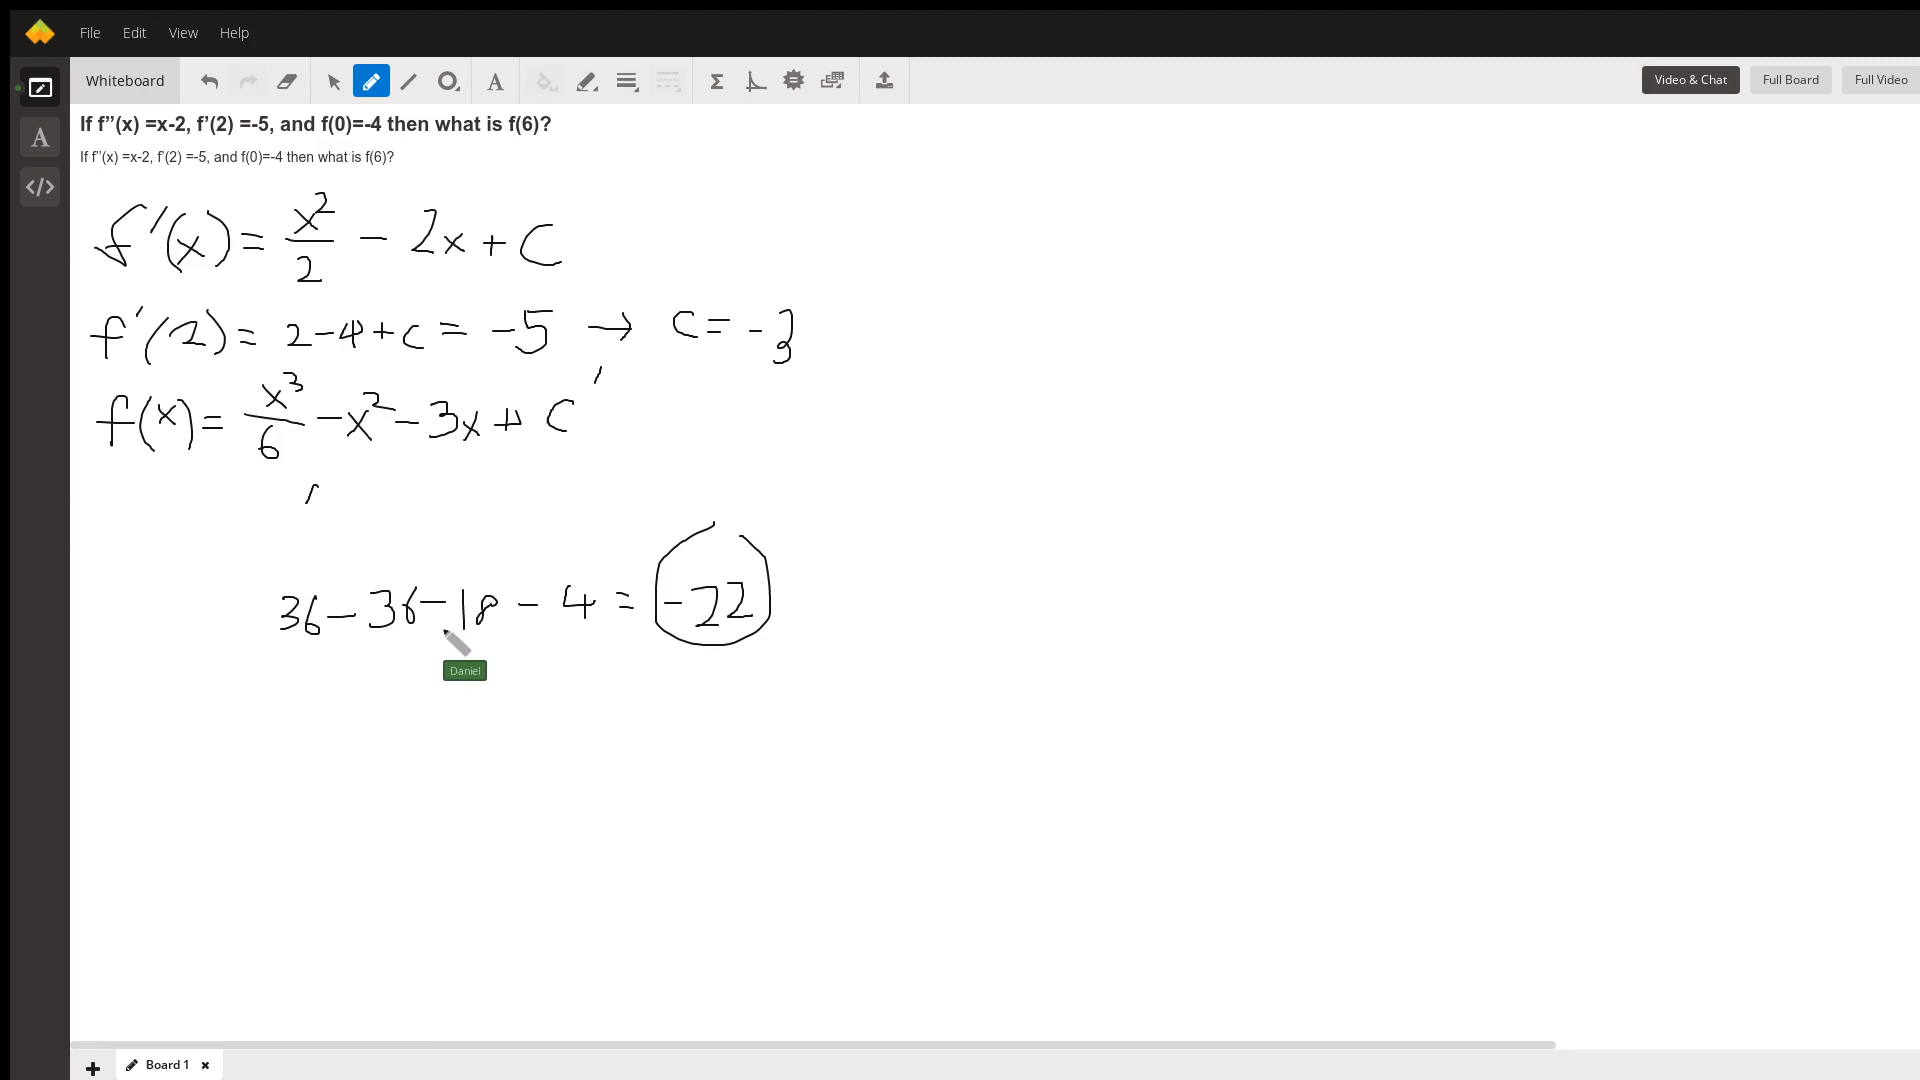 File Edit View Help
Whiteboard A Σ Video & Chat Full Board Full Video
If f”(x) =x-2, f’(2) =-5, and f(0)=-4 then what is f(6)?
If f”(x) =x-2, f’(2) =-5, and f(0)=-4 then what is f(6)?
A
</>
f'(x) = x²/2 - 2x + C
f'(2) = 2-4+c = -5 → c = -3
f(x) = x³/6 - x² - 3x + C
36 - 36 - 18 - 4 = -22
Daniel
Board 1